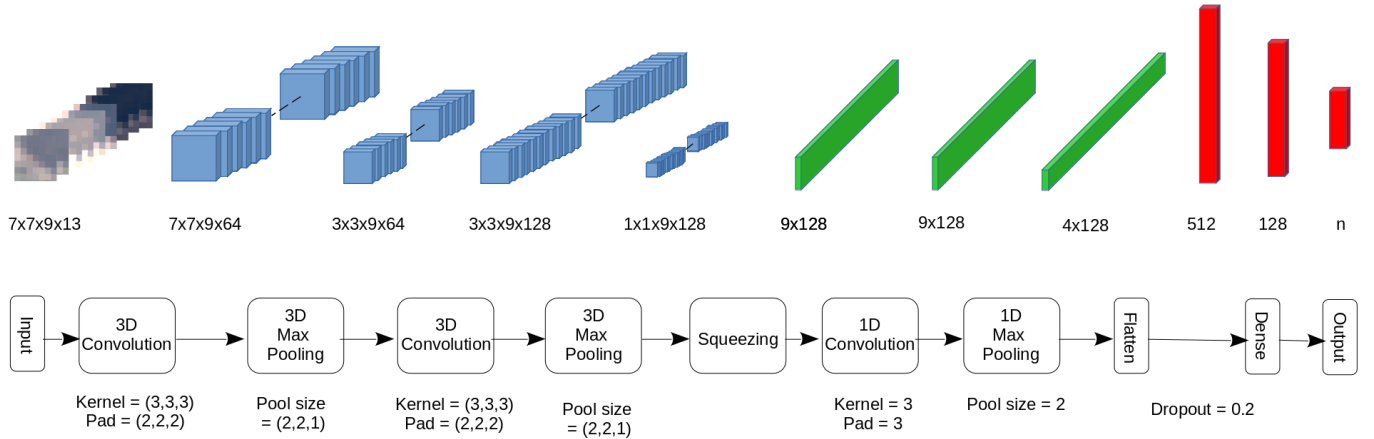 7x7x9x13
7x7x9x64
3x3x9x64
3x3x9x128
1x1x9x128
9x128
9x128
4x128
512
128
n
Input
3D
Convolution
3D
Max
Pooling
3D
Convolution
3D
Max
Pooling
Squeezing
1D
Convolution
1D
Max
Pooling
Flatten
Dense
Output
Kernel = (3,3,3)
Pad = (2,2,2)
Pool size
= (2,2,1)
Kernel = (3,3,3)
Pad = (2,2,2)
Pool size
= (2,2,1)
Kernel = 3
Pad = 3
Pool size = 2
Dropout = 0.2